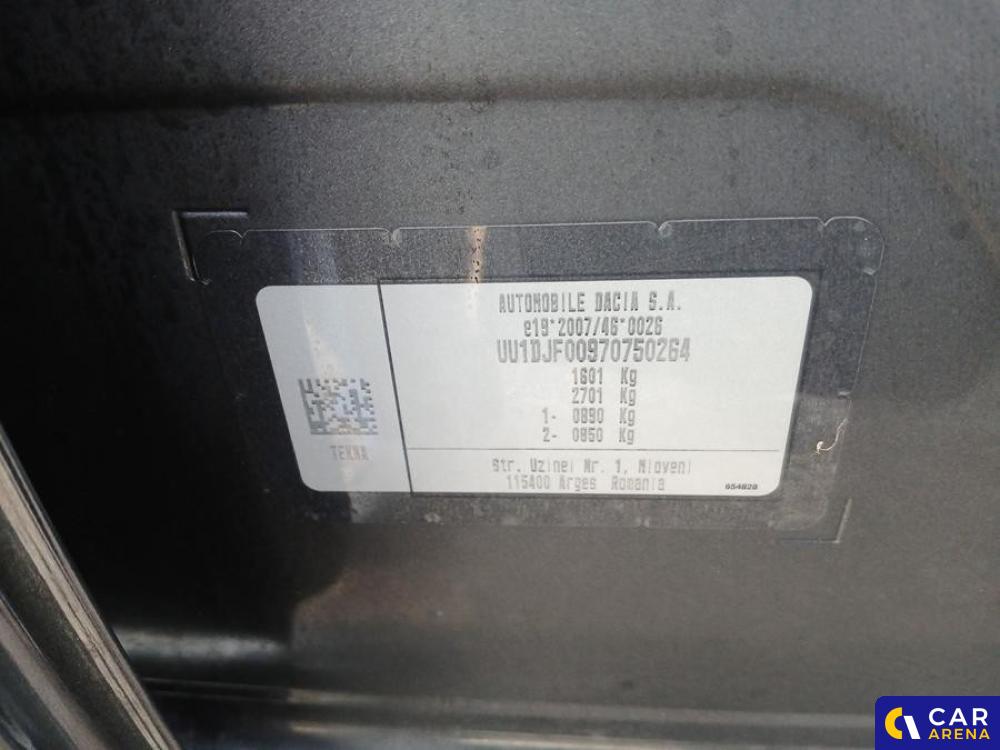 AUTOMOBILE DACIA S.A.
e19*2007/46*0026
UU1DJF00970750264
1601 Kg
2701 Kg
1- 0890 Kg
2- 0850 Kg
TEKNA
Str. Uzinei Nr. 1, Mioveni
115400 Arges Romania
654828
CAR
ARENA